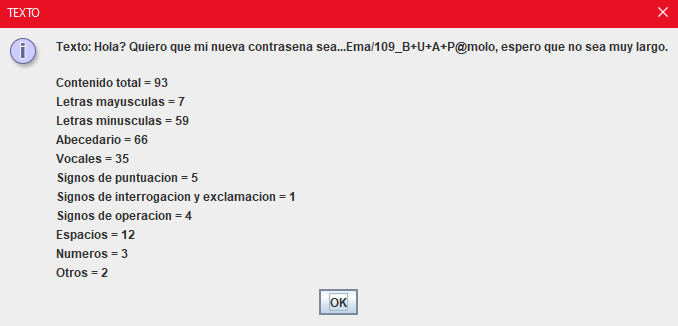 TEXTO
Texto: Hola? Quiero que mi nueva contrasena sea...Ema/109_B+U+A+P@molo, espero que no sea muy largo.
Contenido total = 93
Letras mayusculas = 7
Letras minusculas = 59
Abecedario = 66
Vocales = 35
Signos de puntuacion = 5
Signos de interrogacion y exclamacion = 1
Signos de operacion = 4
Espacios = 12
Numeros = 3
Otros = 2
OK